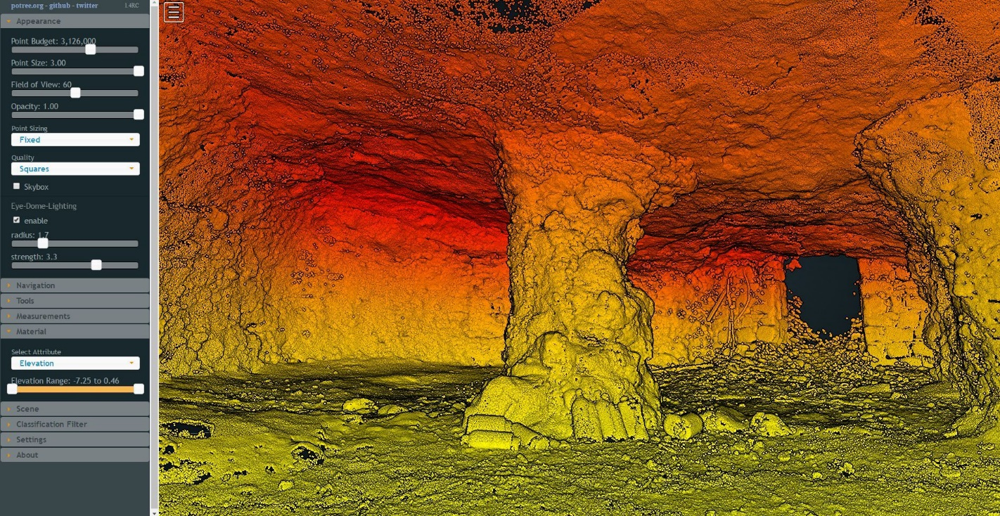 potree.org - github - twitter 1.4RC
Appearance
Point Budget: 3,126,000
Point Size: 3.00
Field of View: 60
Opacity: 1.00
Point Sizing
Fixed
Quality
Squares
Skybox
Eye-Dome-Lighting
enable
radius: 1.7
strength: 3.3
Navigation
Tools
Measurements
Material
Select Attribute
Elevation
Elevation Range: -7.25 to 0.46
Scene
Classification Filter
Settings
About